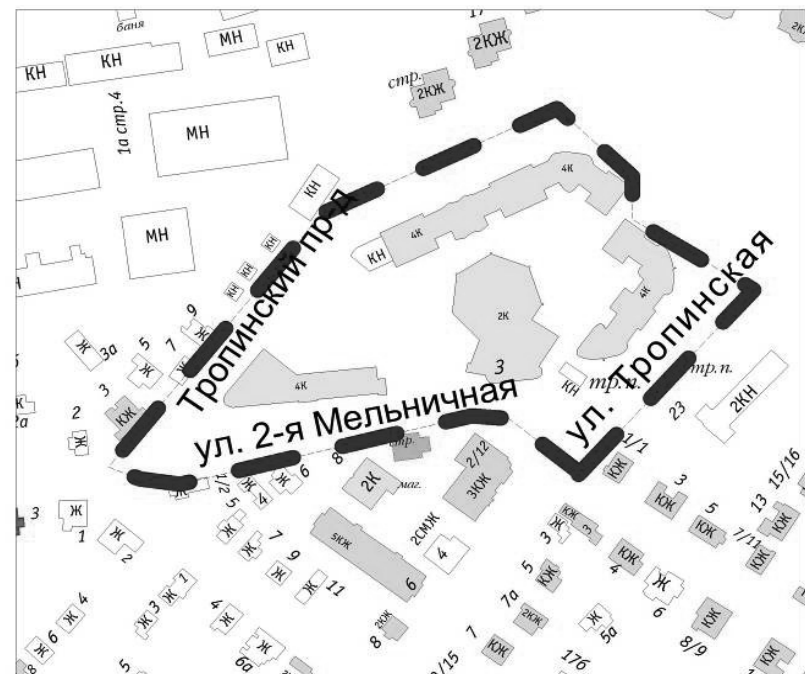 баня
17
МН
КН
2КЖ
КН
КН
стр.
2КЖ
1а стр.4
МН
4К
КН
МН
4К
КН
КН
КН
КН
4К
Тропинский пр-д
ул. Тропинская
2К
9
Ж
5
7
Ж
3а
Ж
3
КЖ
4К
3
КН
тр.п.
тр.п.
2КН
23
ул. 2-я Мельничная
2
Ж
2а
стр.
8
6
Ж
4
Ж
1/2
5
Ж
2К
маг.
2/12
3КЖ
1/1
КЖ
3
КЖ
5
КЖ
7/11
КЖ
13
КЖ
15/16
3
Ж
1
Ж
2
7
Ж
9
Ж
11
Ж
5КЖ
6
2СМЖ
4
КЖ
3
3
Ж
4
КЖ
6
Ж
5
КЖ
7а
2КЖ
5а
Ж
8/9
КЖ
1
Ж
3
Ж
4
Ж
6
Ж
8
5
4
Ж
6а
Ж
8
2КЖ
7
КЖ
17б
КЖ